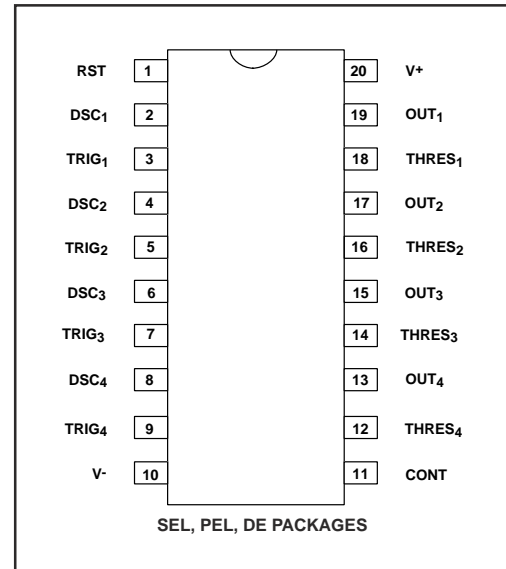 RST 1 20 V+
DSC1 2 19 OUT1
TRIG1 3 18 THRES1
DSC2 4 17 OUT2
TRIG2 5 16 THRES2
DSC3 6 15 OUT3
TRIG3 7 14 THRES3
DSC4 8 13 OUT4
TRIG4 9 12 THRES4
V- 10 11 CONT
SEL, PEL, DE PACKAGES